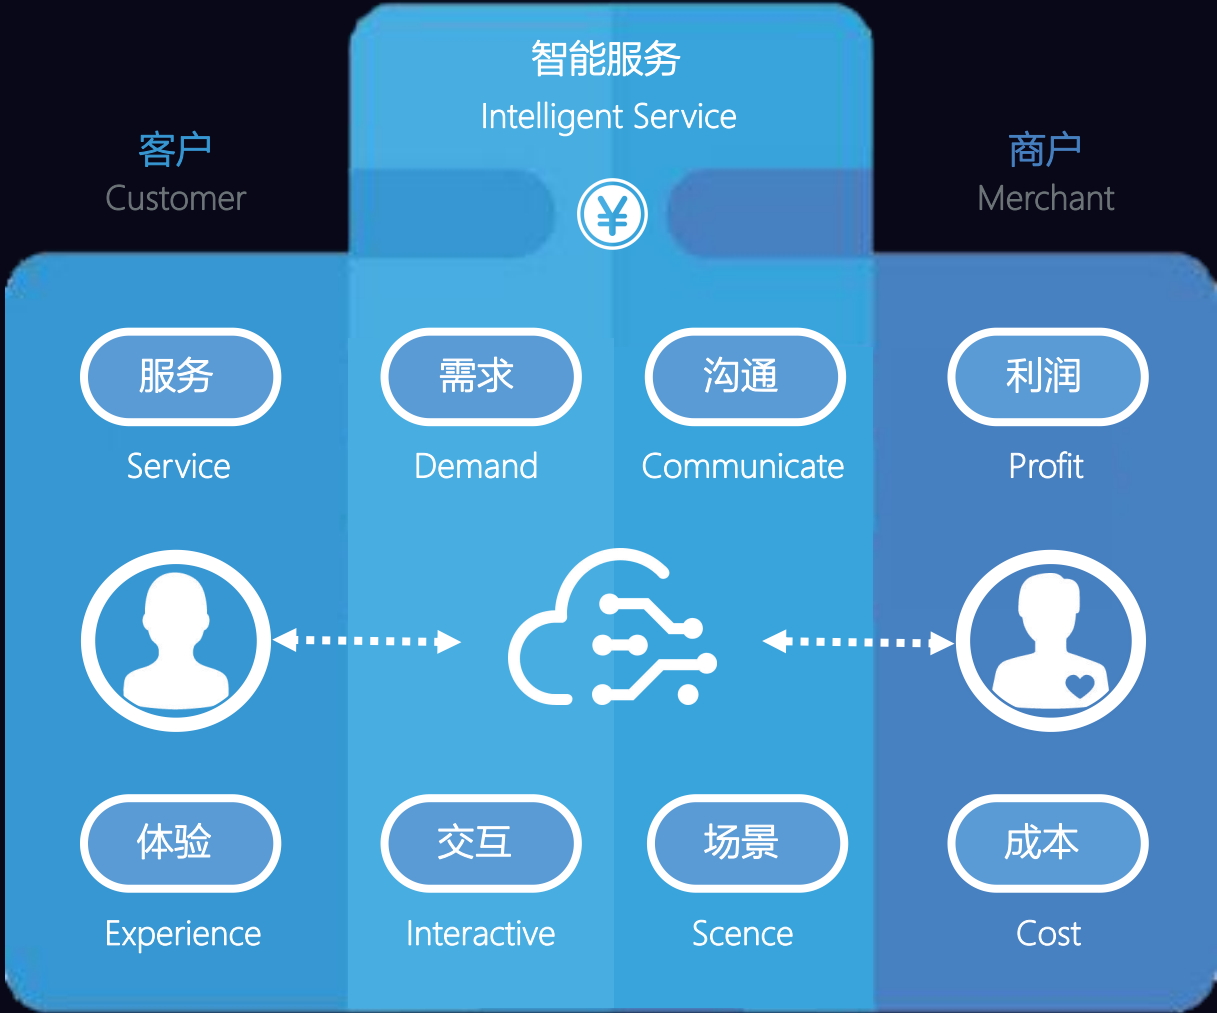 智能服务
Intelligent Service
客户
Customer
商户
Merchant
¥
服务
Service
需求
Demand
沟通
Communicate
利润
Profit
体验
Experience
交互
Interactive
场景
Scence
成本
Cost